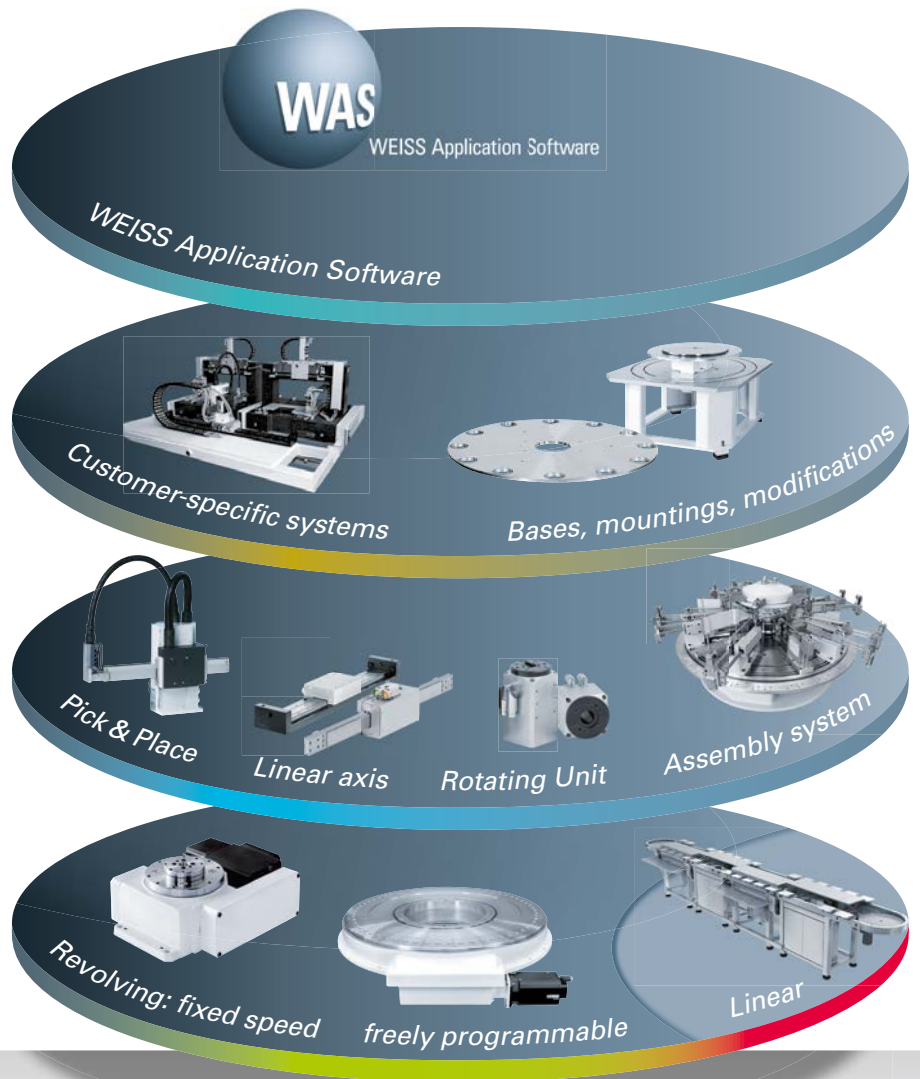 WAS
WEISS Application Software
WEISS Application Software
Customer-specific systems
Bases, mountings, modifications
Pick & Place
Linear axis
Rotating Unit
Assembly system
Revolving: fixed speed
freely programmable
Linear